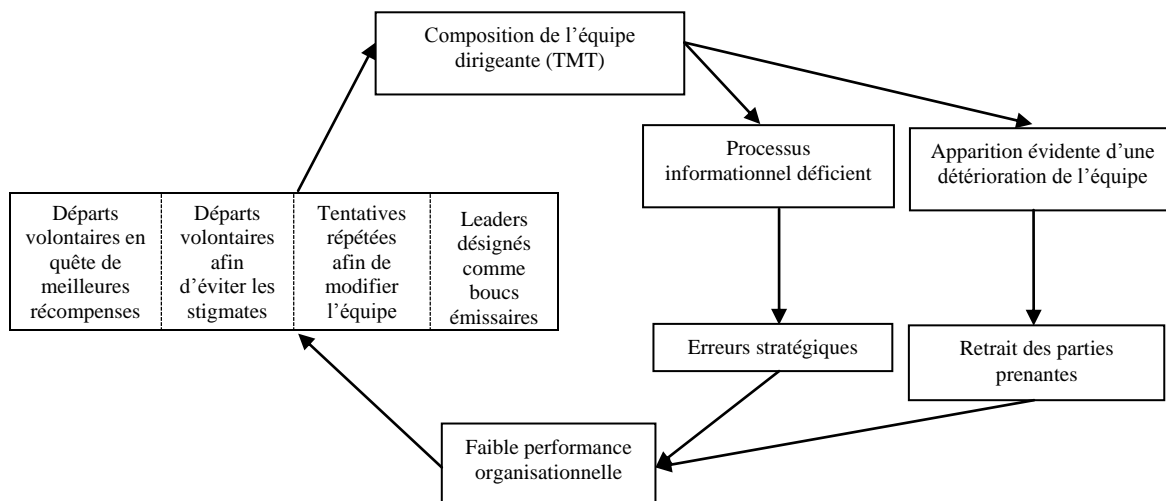 Composition de l’équipe
dirigeante (TMT)
Processus
informationnel déficient
Apparition évidente d’une
détérioration de l’équipe
Départs
volontaires en
quête de
meilleures
récompenses
Départs
volontaires
afin
d’éviter les
stigmates
Tentatives
répétées
afin de
modifier
l’équipe
Leaders
désignés
comme
boucs
émissaires
Erreurs stratégiques
Retrait des parties
prenantes
Faible performance
organisationnelle